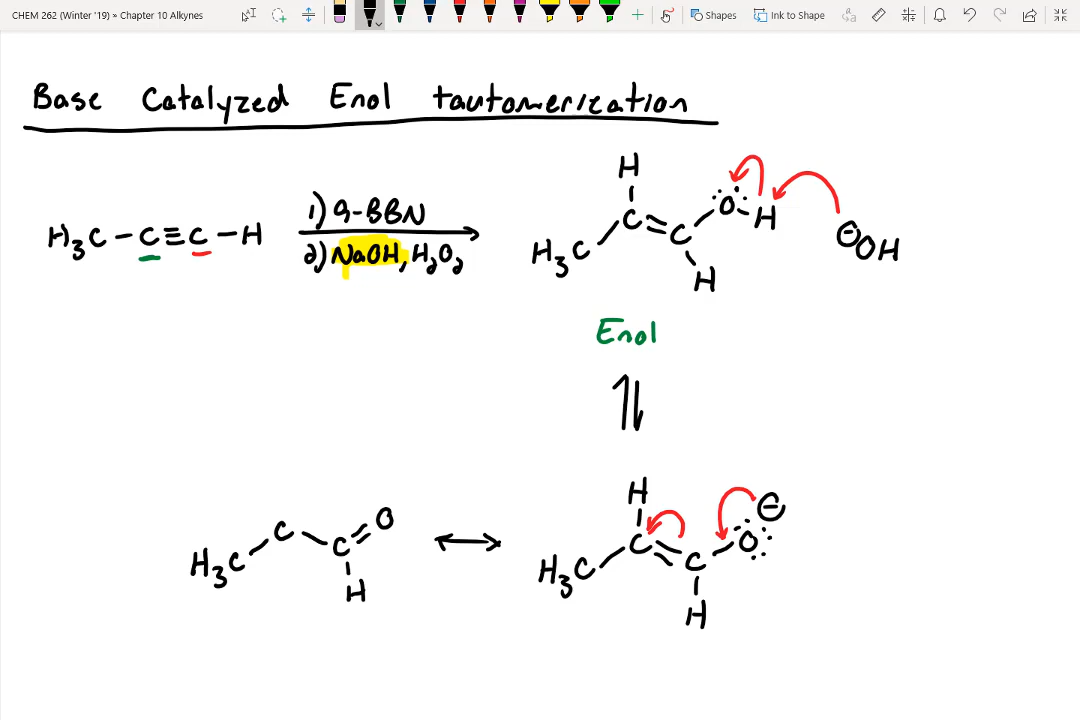 CHEM 262 (Winter '19) » Chapter 10 Alkynes
Shapes
Ink to Shape
Base Catalyzed Enol tautomerization
H₃C-C≡C-H
1) 9-BBN
2) NaOH, H₂O₂
H
H₃C C=C O-H
H
⊖OH
Enol
H₃C C C=O
H
H
H₃C C=C O ⊖
H